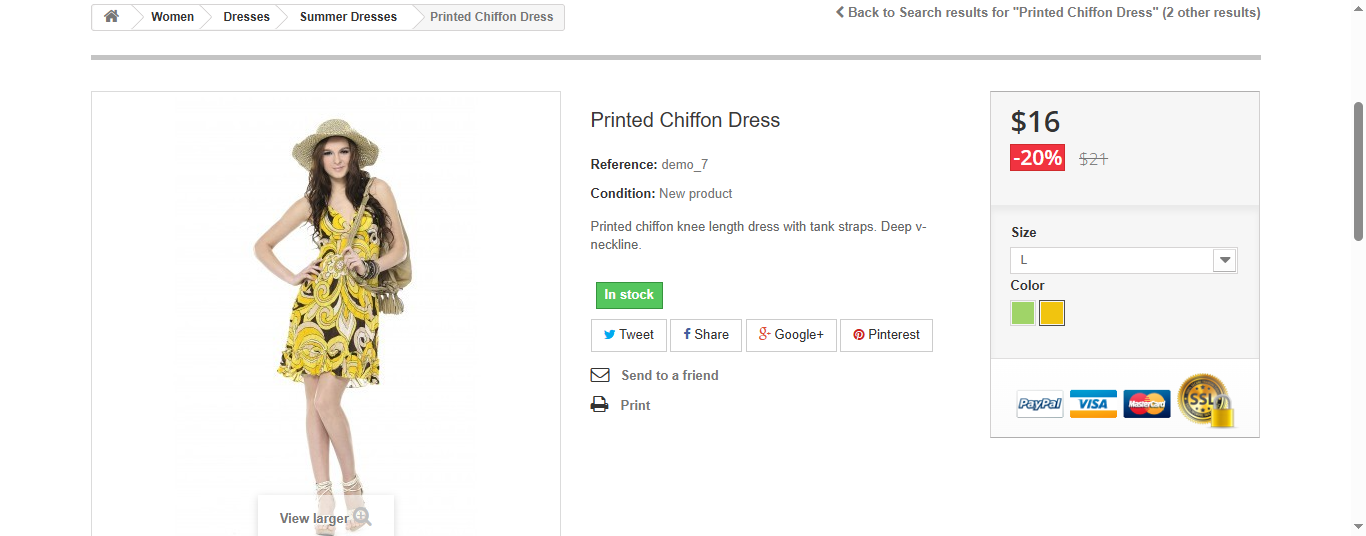 Women
Dresses
Summer Dresses
Printed Chiffon Dress
Back to Search results for "Printed Chiffon Dress" (2 other results)
Printed Chiffon Dress
Reference: demo_7
Condition: New product
Printed chiffon knee length dress with tank straps. Deep v-
neckline.
In stock
Tweet
Share
Google+
Pinterest
Send to a friend
Print
View larger
$16
-20% $21
Size
L
Color
PayPal
VISA
MasterCard
SSL